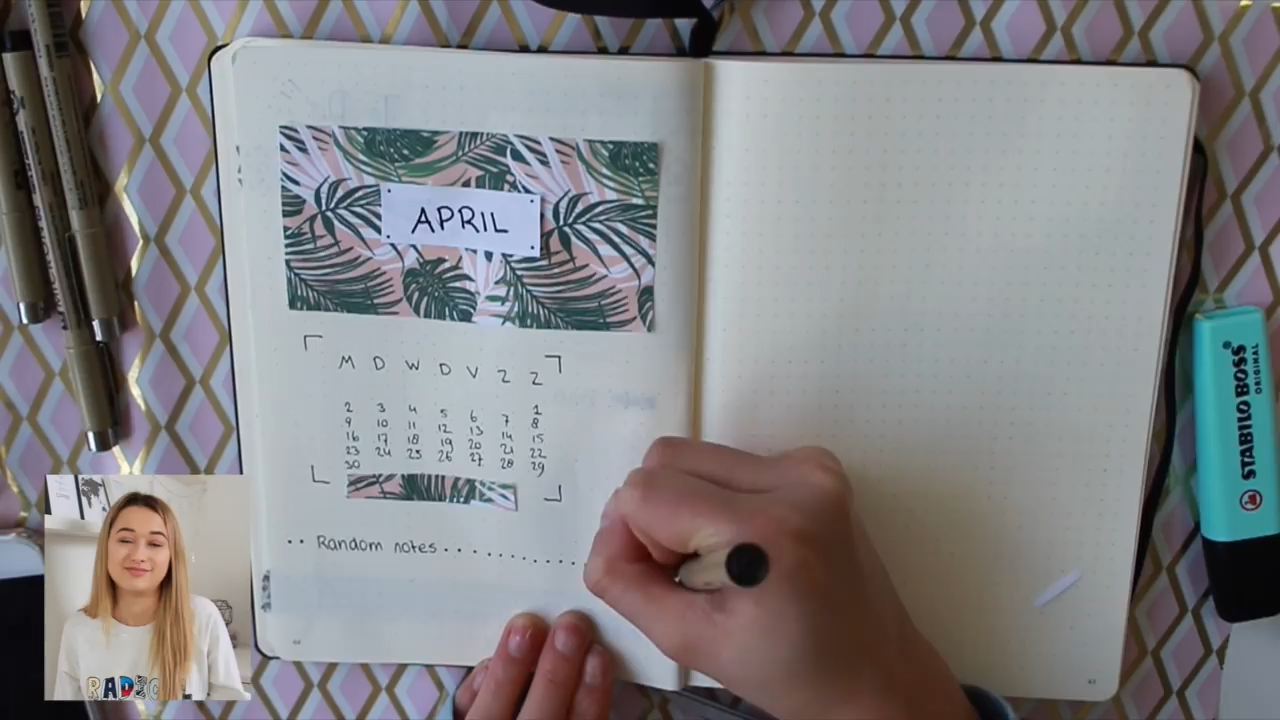 APRIL
M D W D V Z Z
1
2 3 4 5 6 7 8
9 10 11 12 13 14 15
16 17 18 19 20 21 22
23 24 25 26 27 28 29
30
Random notes
STABILO BOSS
ORIGINAL